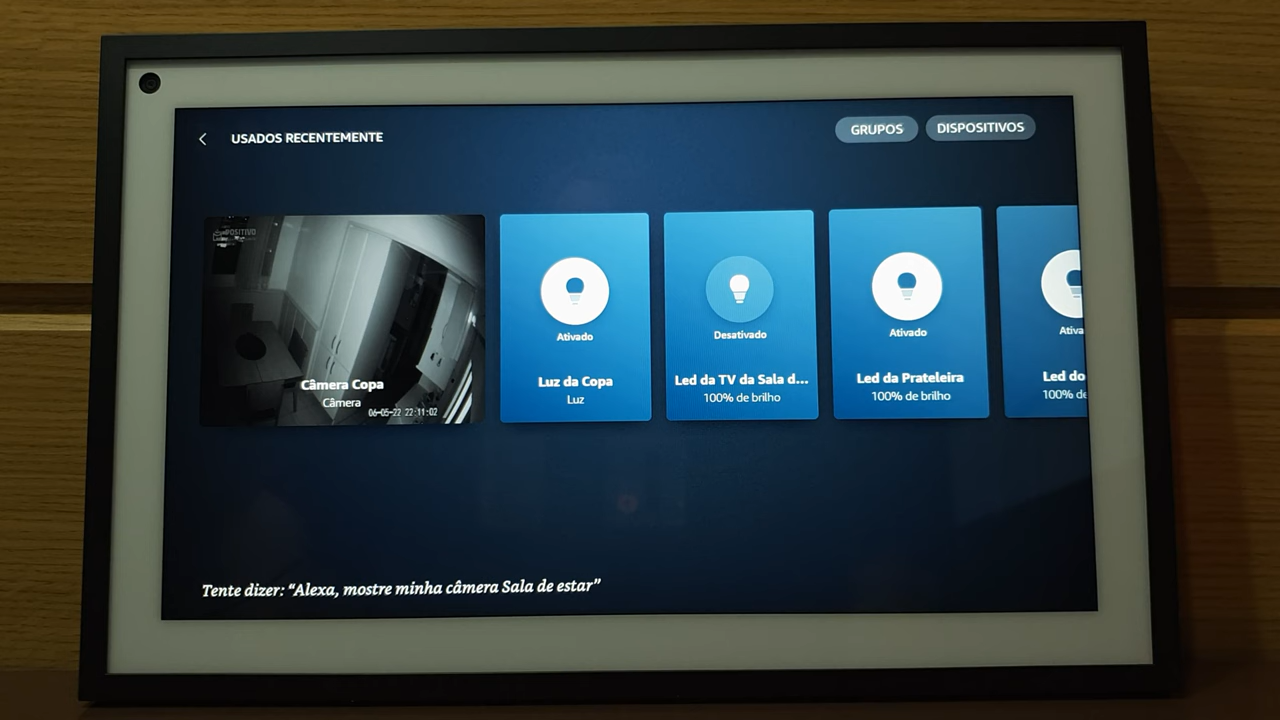 USADOS RECENTEMENTE
GRUPOS
DISPOSITIVOS
POSITIVO
Câmera Copa
Câmera
06-05-22 22:11:02
Ativado
Luz da Copa
Luz
Desativado
Led da TV da Sala d...
100% de brilho
Ativado
Led da Prateleira
100% de brilho
Ativa
Led do
100% de
Tente dizer: “Alexa, mostre minha câmera Sala de estar”